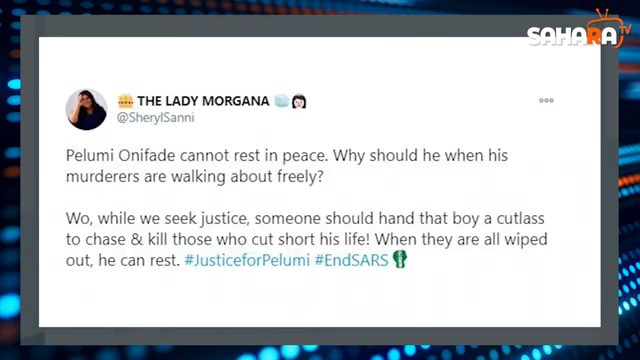 SAHARA TV
THE LADY MORGANA
@SherylSanni
Pelumi Onifade cannot rest in peace. Why should he when his
murderers are walking about freely?
Wo, while we seek justice, someone should hand that boy a cutlass
to chase & kill those who cut short his life! When they are all wiped
out, he can rest. #JusticeforPelumi #EndSARS